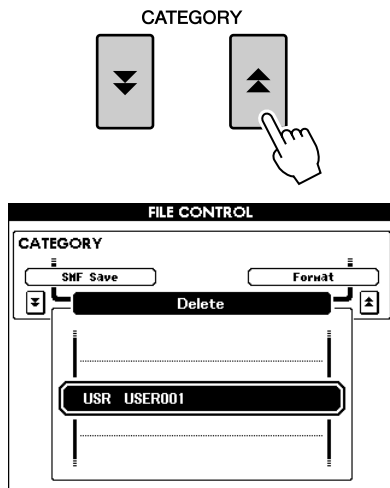 CATEGORY
FILE CONTROL
CATEGORY
SMF Save
Format
Delete
USR USER001